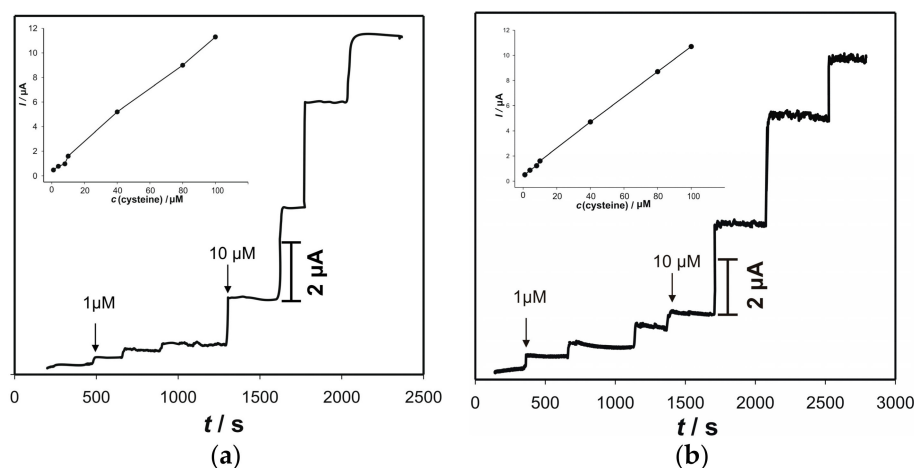 12
10
8
6
4
2
0
I / µA
0 20 40 60 80 100
c (cysteine) / µM
1µM
10 µM
2 µA
0 500 1000 1500 2000 2500
t / s
(a)
12
10
8
6
4
2
0
I / µA
0 20 40 60 80 100
c (cysteine) / µM
1µM
10 µM
2 µA
0 500 1000 1500 2000 2500 3000
t / s
(b)